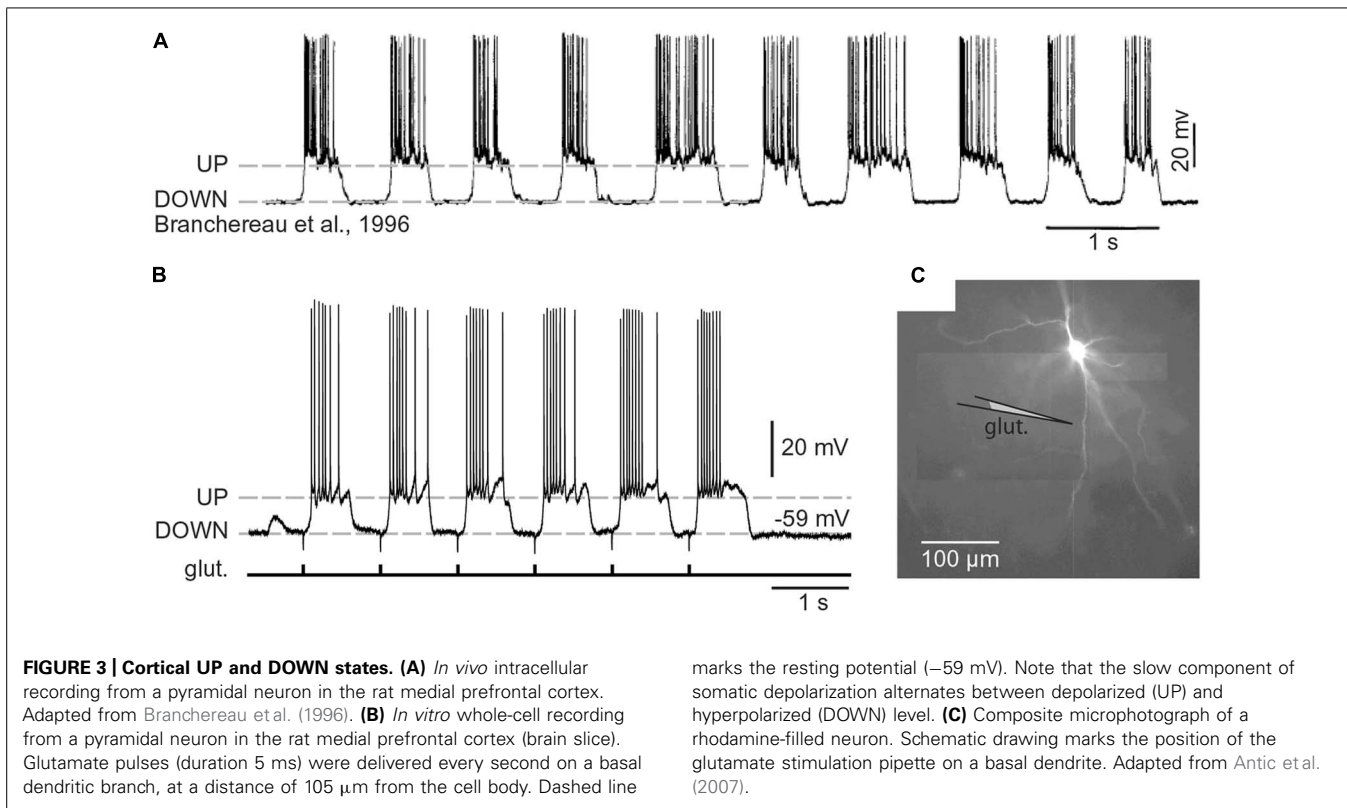 A
UP
DOWN
Branchereau et al., 1996
20 mv
1 s
B
UP
DOWN
glut.
20 mV
-59 mV
1 s
C
glut.
100 µm
FIGURE 3 | Cortical UP and DOWN states. (A) In vivo intracellular
recording from a pyramidal neuron in the rat medial prefrontal cortex.
Adapted from Branchereau et al. (1996). (B) In vitro whole-cell recording
from a pyramidal neuron in the rat medial prefrontal cortex (brain slice).
Glutamate pulses (duration 5 ms) were delivered every second on a basal
dendritic branch, at a distance of 105 µm from the cell body. Dashed line
marks the resting potential (−59 mV). Note that the slow component of
somatic depolarization alternates between depolarized (UP) and
hyperpolarized (DOWN) level. (C) Composite microphotograph of a
rhodamine-filled neuron. Schematic drawing marks the position of the
glutamate stimulation pipette on a basal dendrite. Adapted from Antic et al.
(2007).